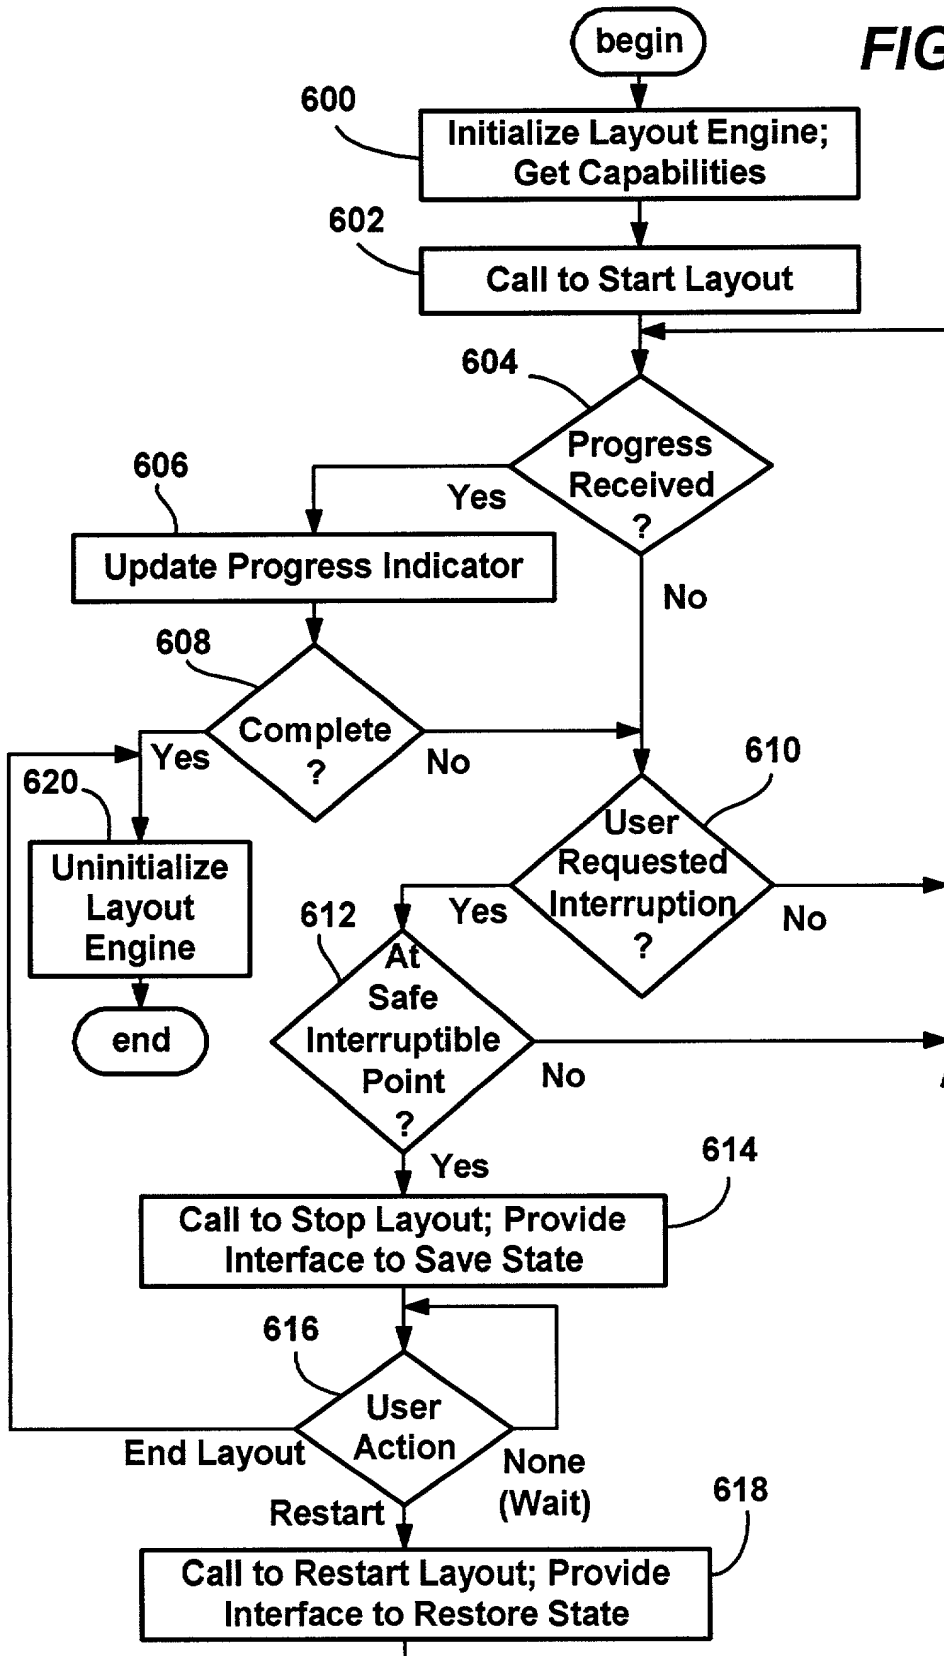 begin
FIG
600
Initialize Layout Engine;
Get Capabilities
602
Call to Start Layout
604
Progress
Received
?
Yes
No
606
Update Progress Indicator
608
Complete
?
Yes
No
610
User
Requested
Interruption
?
Yes
No
620
Uninitialize
Layout
Engine
end
612
At
Safe
Interruptible
Point
?
No
Yes
614
Call to Stop Layout; Provide
Interface to Save State
616
User
Action
End Layout
None
(Wait)
Restart
618
Call to Restart Layout; Provide
Interface to Restore State